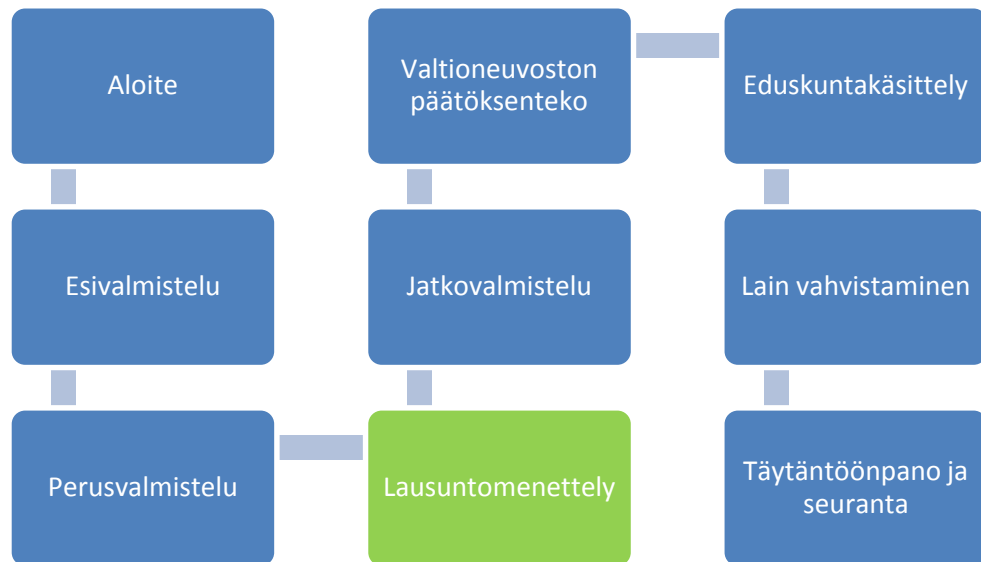 Aloite
Esivalmistelu
Perusvalmistelu
Lausuntomenettely
Jatkovalmistelu
Valtioneuvoston
päätöksenteko
Eduskuntakäsittely
Lain vahvistaminen
Täytäntöönpano ja
seuranta